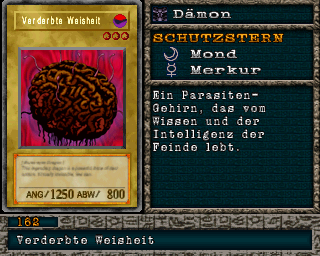 Verderbte Weisheit
Dämon
SCHUTZSTERN
Mond
Merkur
Ein Parasiten-
Gehirn, das vom
Wissen und der
Intelligenz der
Feinde lebt.
ANG/1250 ABW/ 800
162
Verderbte Weisheit